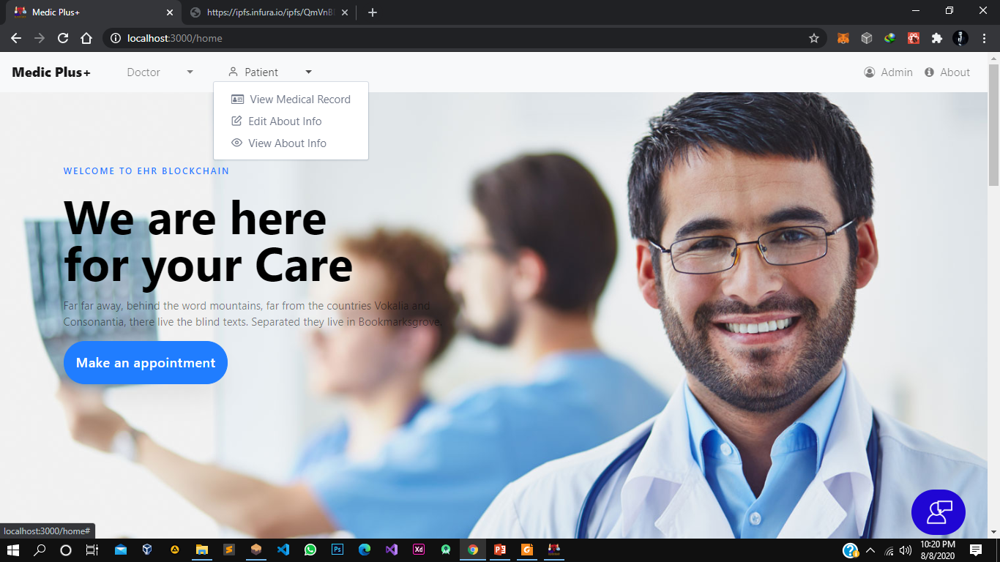 Medic Plus+
https://ipfs.infura.io/ipfs/QmVnB
localhost:3000/home
Medic Plus+
Doctor
Patient
Admin
About
View Medical Record
Edit About Info
View About Info
WELCOME TO EHR BLOCKCHAIN
We are here
for your Care
Far far away, behind the word mountains, far from the countries Vokalia and
Consonantia, there live the blind texts. Separated they live in Bookmarksgrove.
Make an appointment
localhost:3000/home#
10:20 PM
8/8/2020